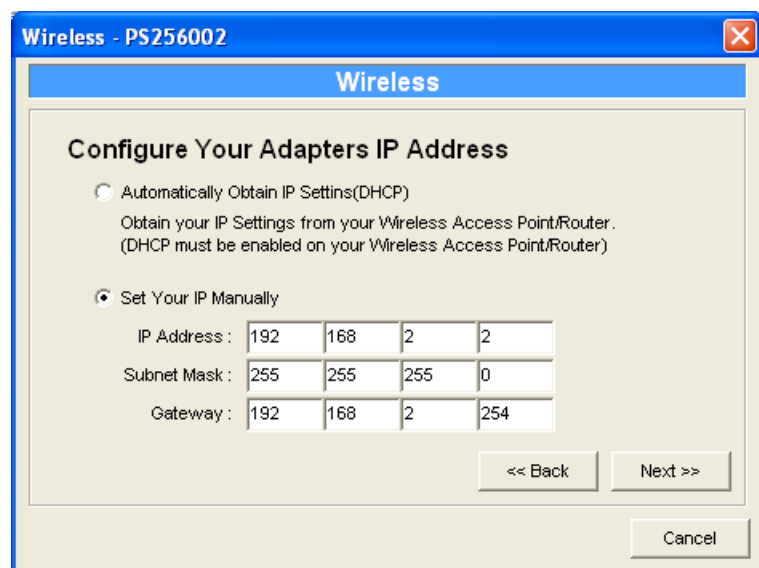 Wireless - PS256002
Wireless
Configure Your Adapters IP Address
Automatically Obtain IP Settins(DHCP)
Obtain your IP Settings from your Wireless Access Point/Router.
(DHCP must be enabled on your Wireless Access Point/Router)
Set Your IP Manually
IP Address : 192 168 2 2
Subnet Mask : 255 255 255 0
Gateway : 192 168 2 254
<< Back Next >>
Cancel